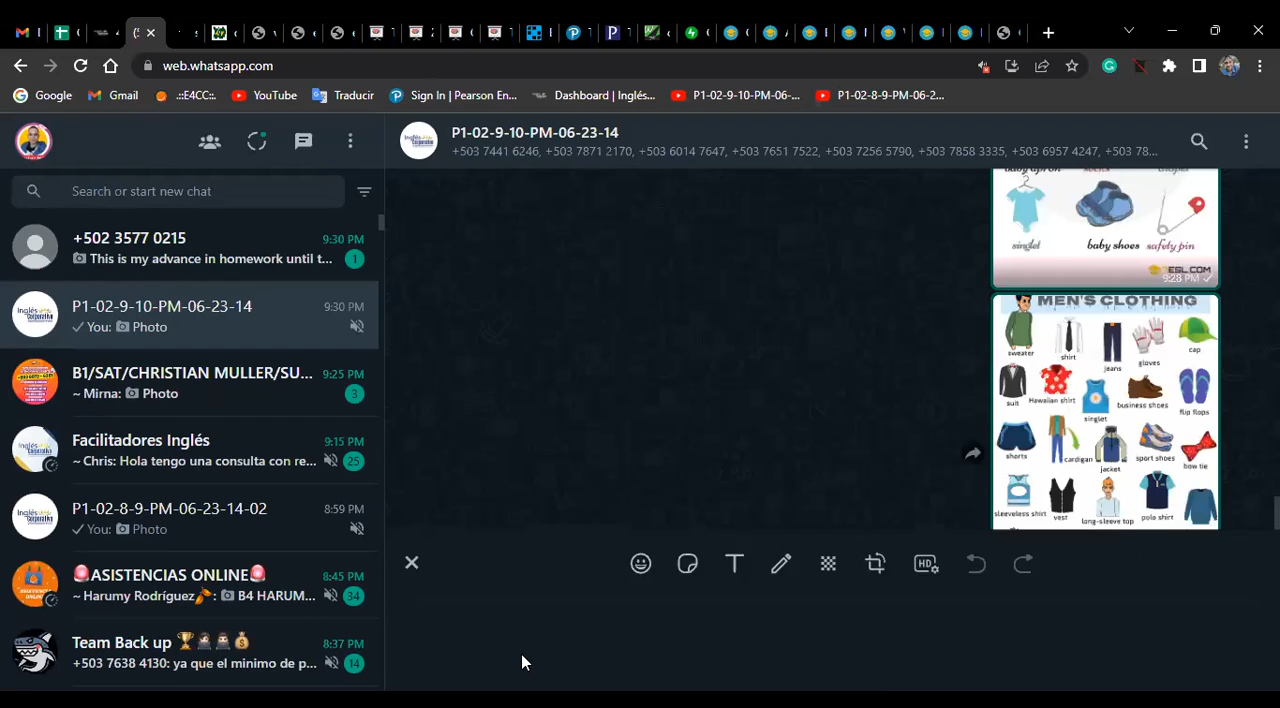 web.whatsapp.com
Google
Gmail
.::E4CC::.
YouTube
Traducir
Sign In | Pearson En...
Dashboard | Inglés...
P1-02-9-10-PM-06-...
P1-02-8-9-PM-06-2...
Search or start new chat
+502 3577 0215
9:30 PM
This is my advance in homework until t...
1
P1-02-9-10-PM-06-23-14
9:30 PM
You: Photo
B1/SAT/CHRISTIAN MULLER/SU...
9:25 PM
~ Mirna: Photo
3
Facilitadores Inglés
9:15 PM
~ Chris: Hola tengo una consulta con re...
25
P1-02-8-9-PM-06-23-14-02
8:59 PM
You: Photo
ASISTENCIAS ONLINE
8:45 PM
~ Harumy Rodríguez: B4 HARUM...
34
Team Back up
8:37 PM
+503 7638 4130: ya que el minimo de p...
14
P1-02-9-10-PM-06-23-14
+503 7441 6246, +503 7871 2170, +503 6014 7647, +503 7651 7522, +503 7256 5790, +503 7858 3335, +503 6957 4247, +503 78...
singlet
baby shoes
safety pin
7ESL.COM
9:28 PM
MEN'S CLOTHING
sweater
shirt
jeans
gloves
cap
suit
Hawaiian shirt
singlet
business shoes
flip flops
shorts
cardigan
jacket
sport shoes
bow tie
sleeveless shirt
vest
long-sleeve top
polo shirt
T
HD